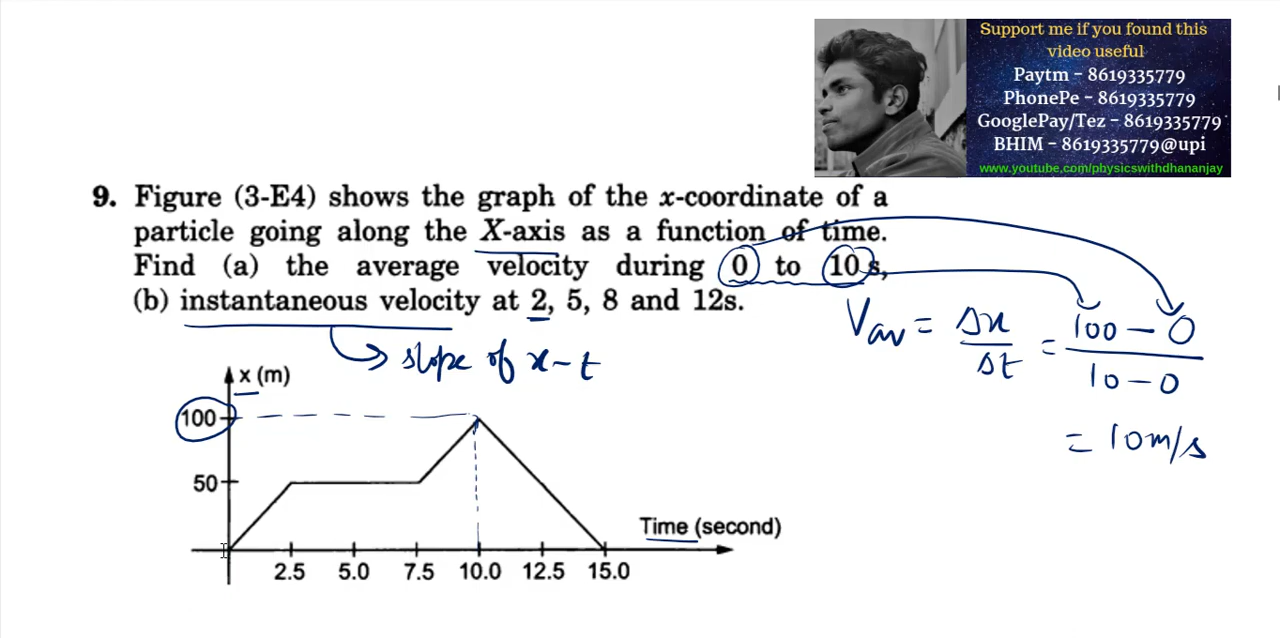 Support me if you found this
video useful
Paytm - 8619335779
PhonePe - 8619335779
GooglePay/Tez - 8619335779
BHIM - 8619335779@upi
www.youtube.com/physicswithdhananjay
9. Figure (3-E4) shows the graph of the x-coordinate of a
particle going along the X-axis as a function of time.
Find (a) the average velocity during 0 to 10 s,
(b) instantaneous velocity at 2, 5, 8 and 12s.
slope of x-t
Vav = Δx/Δt = 100 - 0/10 - 0
= 10m/s
x (m)
100
50
Time (second)
2.5 5.0 7.5 10.0 12.5 15.0